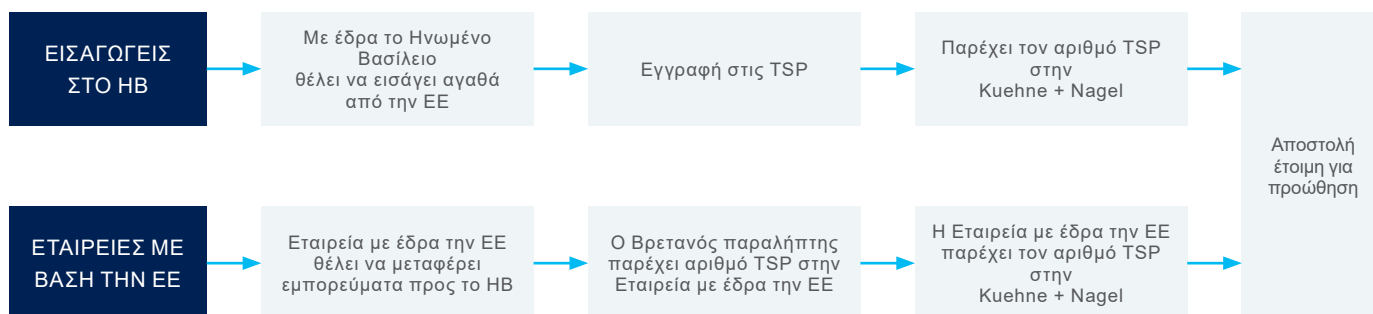 ΕΙΣΑΓΩΓΕΙΣ
ΣΤΟ ΗΒ
Με έδρα το Ηνωμένο
Βασίλειο
θέλει να εισάγει αγαθά
από την ΕΕ
Εγγραφή στις TSP
Παρέχει τον αριθμό TSP
στην
Kuehne + Nagel
Αποστολή
έτοιμη για
προώθηση
ΕΤΑΙΡΕΙΕΣ ΜΕ
ΒΑΣΗ ΤΗΝ ΕΕ
Εταιρεία με έδρα την ΕΕ
θέλει να μεταφέρει
εμπορεύματα προς το ΗΒ
Ο Βρετανός παραλήπτης
παρέχει αριθμό TSP στην
Εταιρεία με έδρα την ΕΕ
Η Εταιρεία με έδρα την ΕΕ
παρέχει τον αριθμό TSP
στην
Kuehne + Nagel